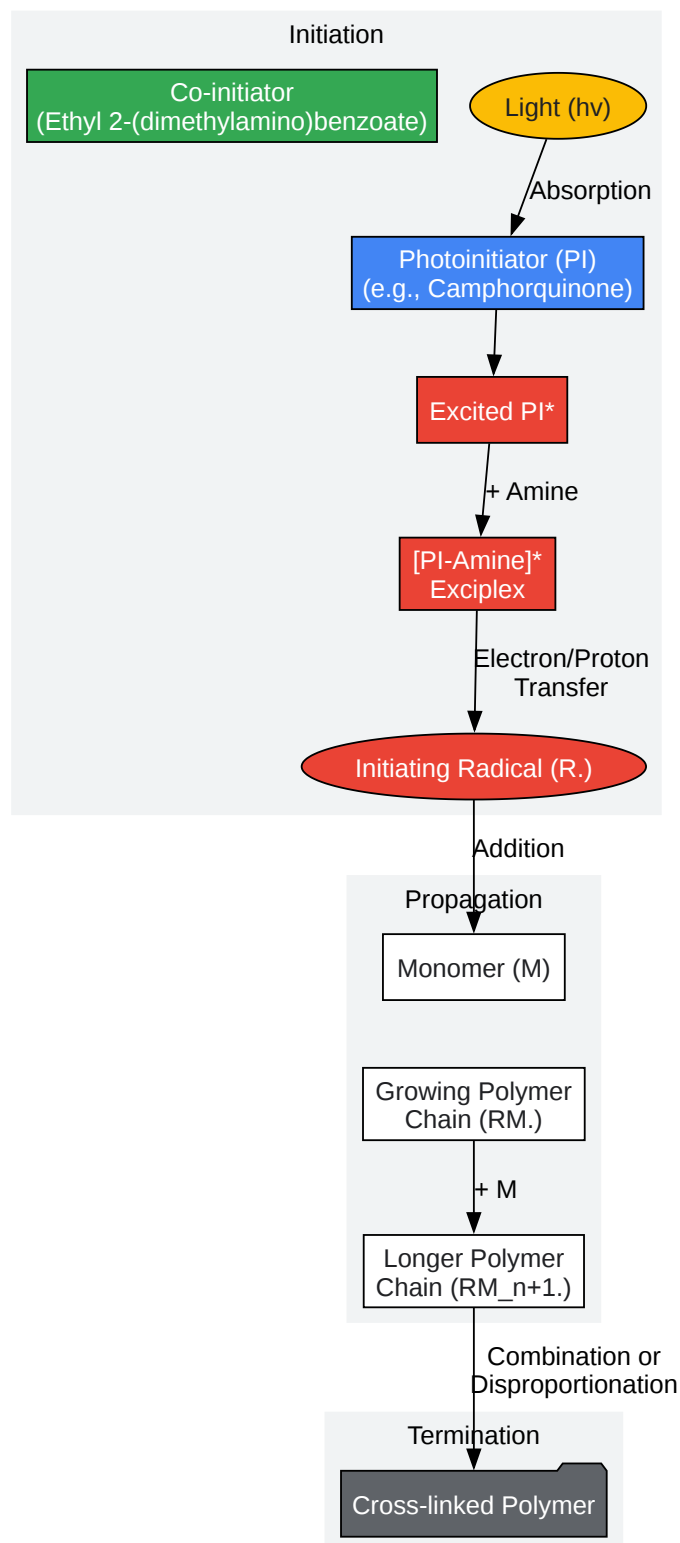 Initiation
Co-initiator
(Ethyl 2-(dimethylamino)benzoate)
Light (hv)
Absorption
Photoinitiator (PI)
(e.g., Camphorquinone)
Excited PI*
+ Amine
[PI-Amine]*
Exciplex
Electron/Proton
Transfer
Initiating Radical (R.)
Addition
Propagation
Monomer (M)
Growing Polymer
Chain (RM.)
+ M
Longer Polymer
Chain (RM_n+1.)
Combination or
Disproportionation
Termination
Cross-linked Polymer